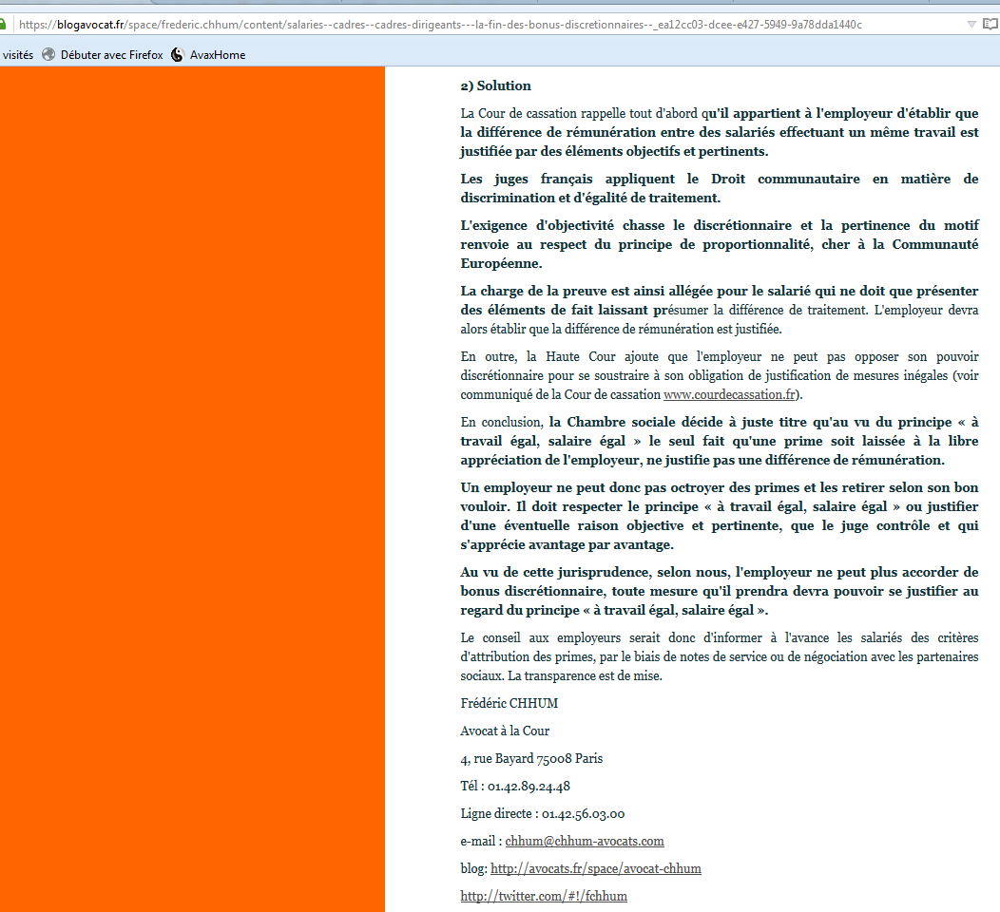 https://blogavocat.fr/space/frederic.chhum/content/salaries--cadres--cadres-dirigeants---la-fin-des-bonus-discretionnaires--_ea12cc03-dcee-e427-5949-9a78dda1440c
visités Débuter avec Firefox AvaxHome
2) Solution
La Cour de cassation rappelle tout d'abord qu'il appartient à l'employeur d'établir que
la différence de rémunération entre des salariés effectuant un même travail est
justifiée par des éléments objectifs et pertinents.
Les juges français appliquent le Droit communautaire en matière de
discrimination et d'égalité de traitement.
L'exigence d'objectivité chasse le discrétionnaire et la pertinence du motif
renvoie au respect du principe de proportionnalité, cher à la Communauté
Européenne.
La charge de la preuve est ainsi allégée pour le salarié qui ne doit que présenter
des éléments de fait laissant présumer la différence de traitement. L'employeur devra
alors établir que la différence de rémunération est justifiée.
En outre, la Haute Cour ajoute que l'employeur ne peut pas opposer son pouvoir
discrétionnaire pour se soustraire à son obligation de justification de mesures inégales (voir
communiqué de la Cour de cassation www.courdecassation.fr).
En conclusion, la Chambre sociale décide à juste titre qu'au vu du principe « à
travail égal, salaire égal » le seul fait qu'une prime soit laissée à la libre
appréciation de l'employeur, ne justifie pas une différence de rémunération.
Un employeur ne peut donc pas octroyer des primes et les retirer selon son bon
vouloir. Il doit respecter le principe « à travail égal, salaire égal » ou justifier
d'une éventuelle raison objective et pertinente, que le juge contrôle et qui
s'apprécie avantage par avantage.
Au vu de cette jurisprudence, selon nous, l'employeur ne peut plus accorder de
bonus discrétionnaire, toute mesure qu'il prendra devra pouvoir se justifier au
regard du principe « à travail égal, salaire égal ».
Le conseil aux employeurs serait donc d'informer à l'avance les salariés des critères
d'attribution des primes, par le biais de notes de service ou de négociation avec les partenaires
sociaux. La transparence est de mise.
Frédéric CHHUM
Avocat à la Cour
4, rue Bayard 75008 Paris
Tél : 01.42.89.24.48
Ligne directe : 01.42.56.03.00
e-mail : chhum@chhum-avocats.com
blog: http://avocats.fr/space/avocat-chhum
http://twitter.com/#!/fchhum